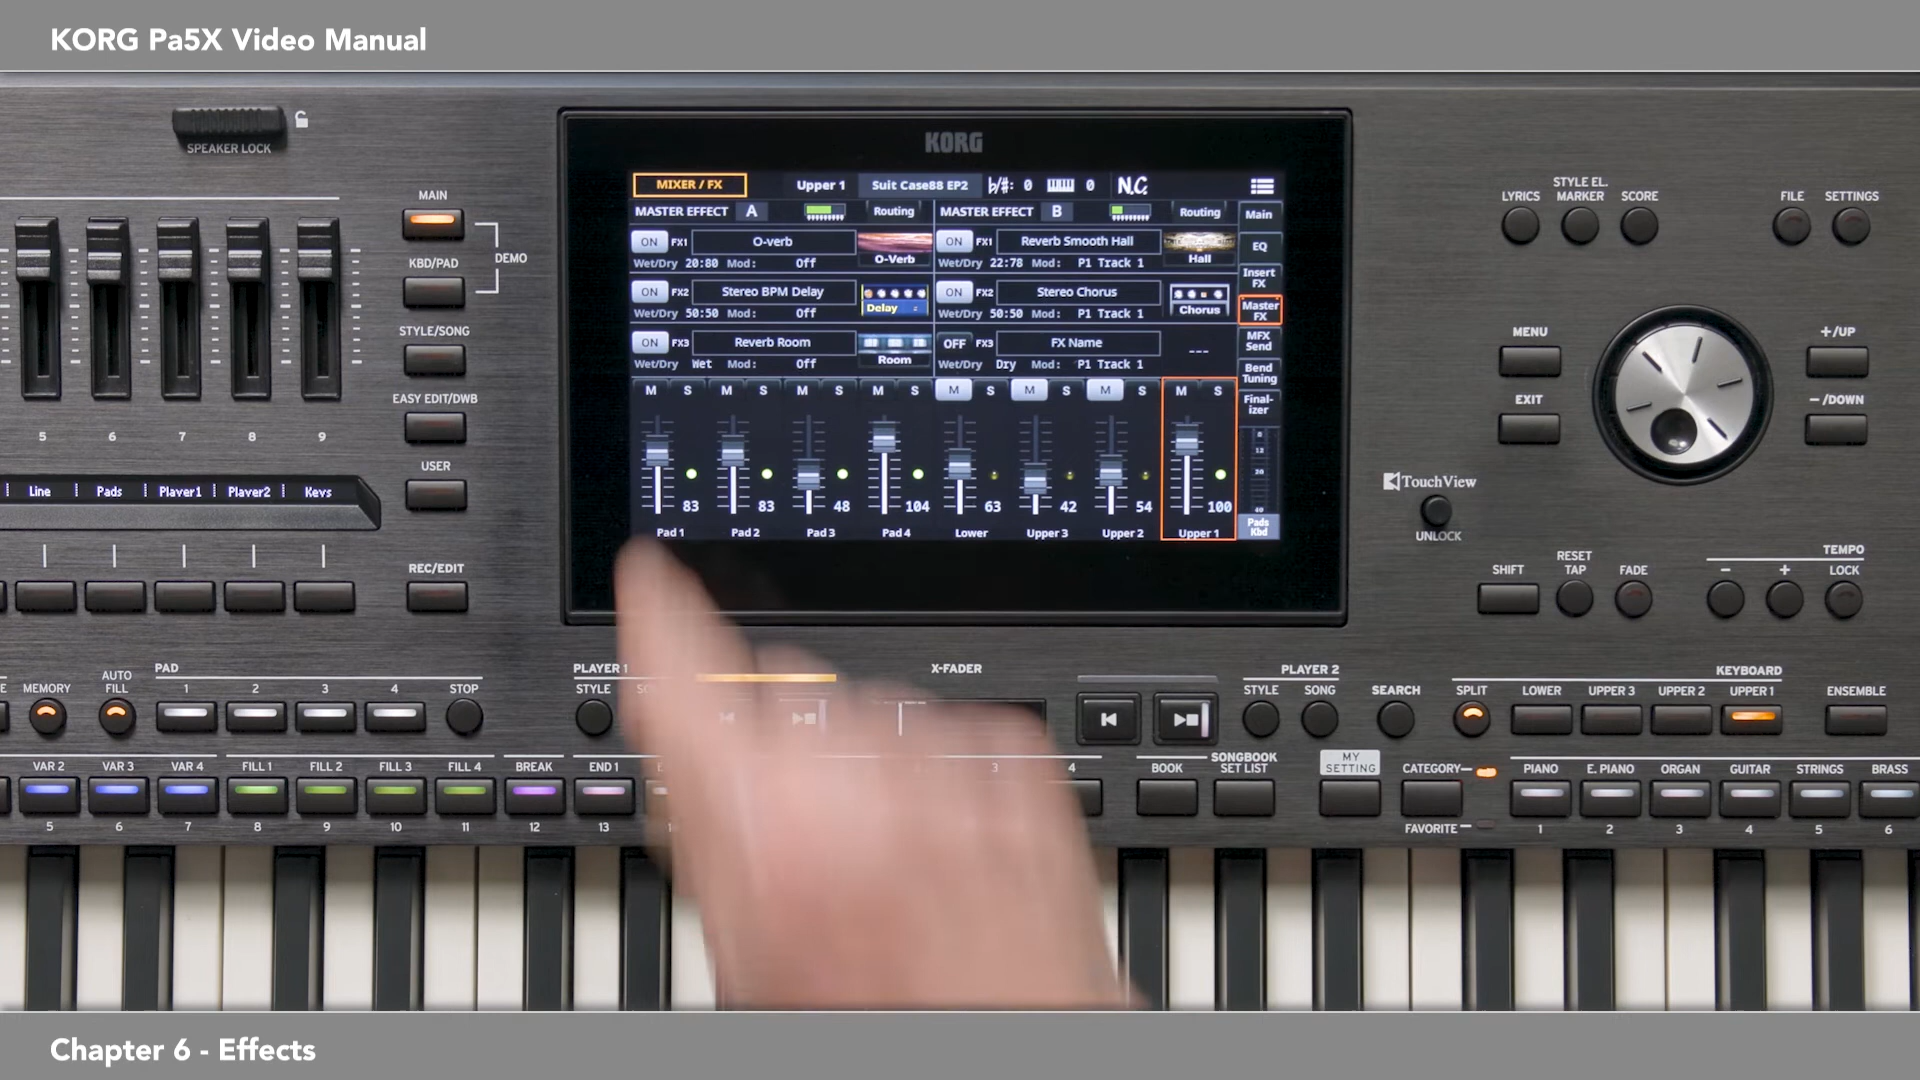 KORG Pa5X Video Manual
SPEAKER LOCK
MAIN
KBD/PAD
DEMO
STYLE/SONG
EASY EDIT/DWB
USER
REC/EDIT
5 6 7 8 9
Line Pads Player1 Player2 Keys
KORG
MIXER / FX Upper 1 Suit Case88 EP2 b/#: 0 0 N.C
MASTER EFFECT A Routing MASTER EFFECT B Routing Main
ON FX1 O-verb O-Verb ON FX1 Reverb Smooth Hall Hall EQ
Wet/Dry 20:80 Mod: Off Wet/Dry 22:78 Mod: P1 Track 1 Insert FX
ON FX2 Stereo BPM Delay Delay ON FX2 Stereo Chorus Chorus Master FX
Wet/Dry 50:50 Mod: Off Wet/Dry 50:50 Mod: P1 Track 1
ON FX3 Reverb Room Room OFF FX3 FX Name --- MFX Send
Wet/Dry Wet Mod: Off Wet/Dry Dry Mod: P1 Track 1 Bend Tuning
M S M S M S M S M S M S M S M S Final-izer
83 83 48 104 63 42 54 100
Pad 1 Pad 2 Pad 3 Pad 4 Lower Upper 3 Upper 2 Upper 1 Pads Kbd
LYRICS STYLE EL. MARKER SCORE FILE SETTINGS
MENU +/UP
EXIT -/DOWN
TouchView
UNLOCK
SHIFT RESET TAP FADE TEMPO - + LOCK
MEMORY AUTO FILL PAD 1 2 3 4 STOP
PLAYER 1 X-FADER PLAYER 2 KEYBOARD
STYLE STYLE SONG SEARCH SPLIT LOWER UPPER 3 UPPER 2 UPPER 1 ENSEMBLE
VAR 2 VAR 3 VAR 4 FILL 1 FILL 2 FILL 3 FILL 4 BREAK END 1 3 4
BOOK SONGBOOK SET LIST MY SETTING CATEGORY PIANO E. PIANO ORGAN GUITAR STRINGS BRASS
5 6 7 8 9 10 11 12 13 FAVORITE 1 2 3 4 5 6
Chapter 6 - Effects